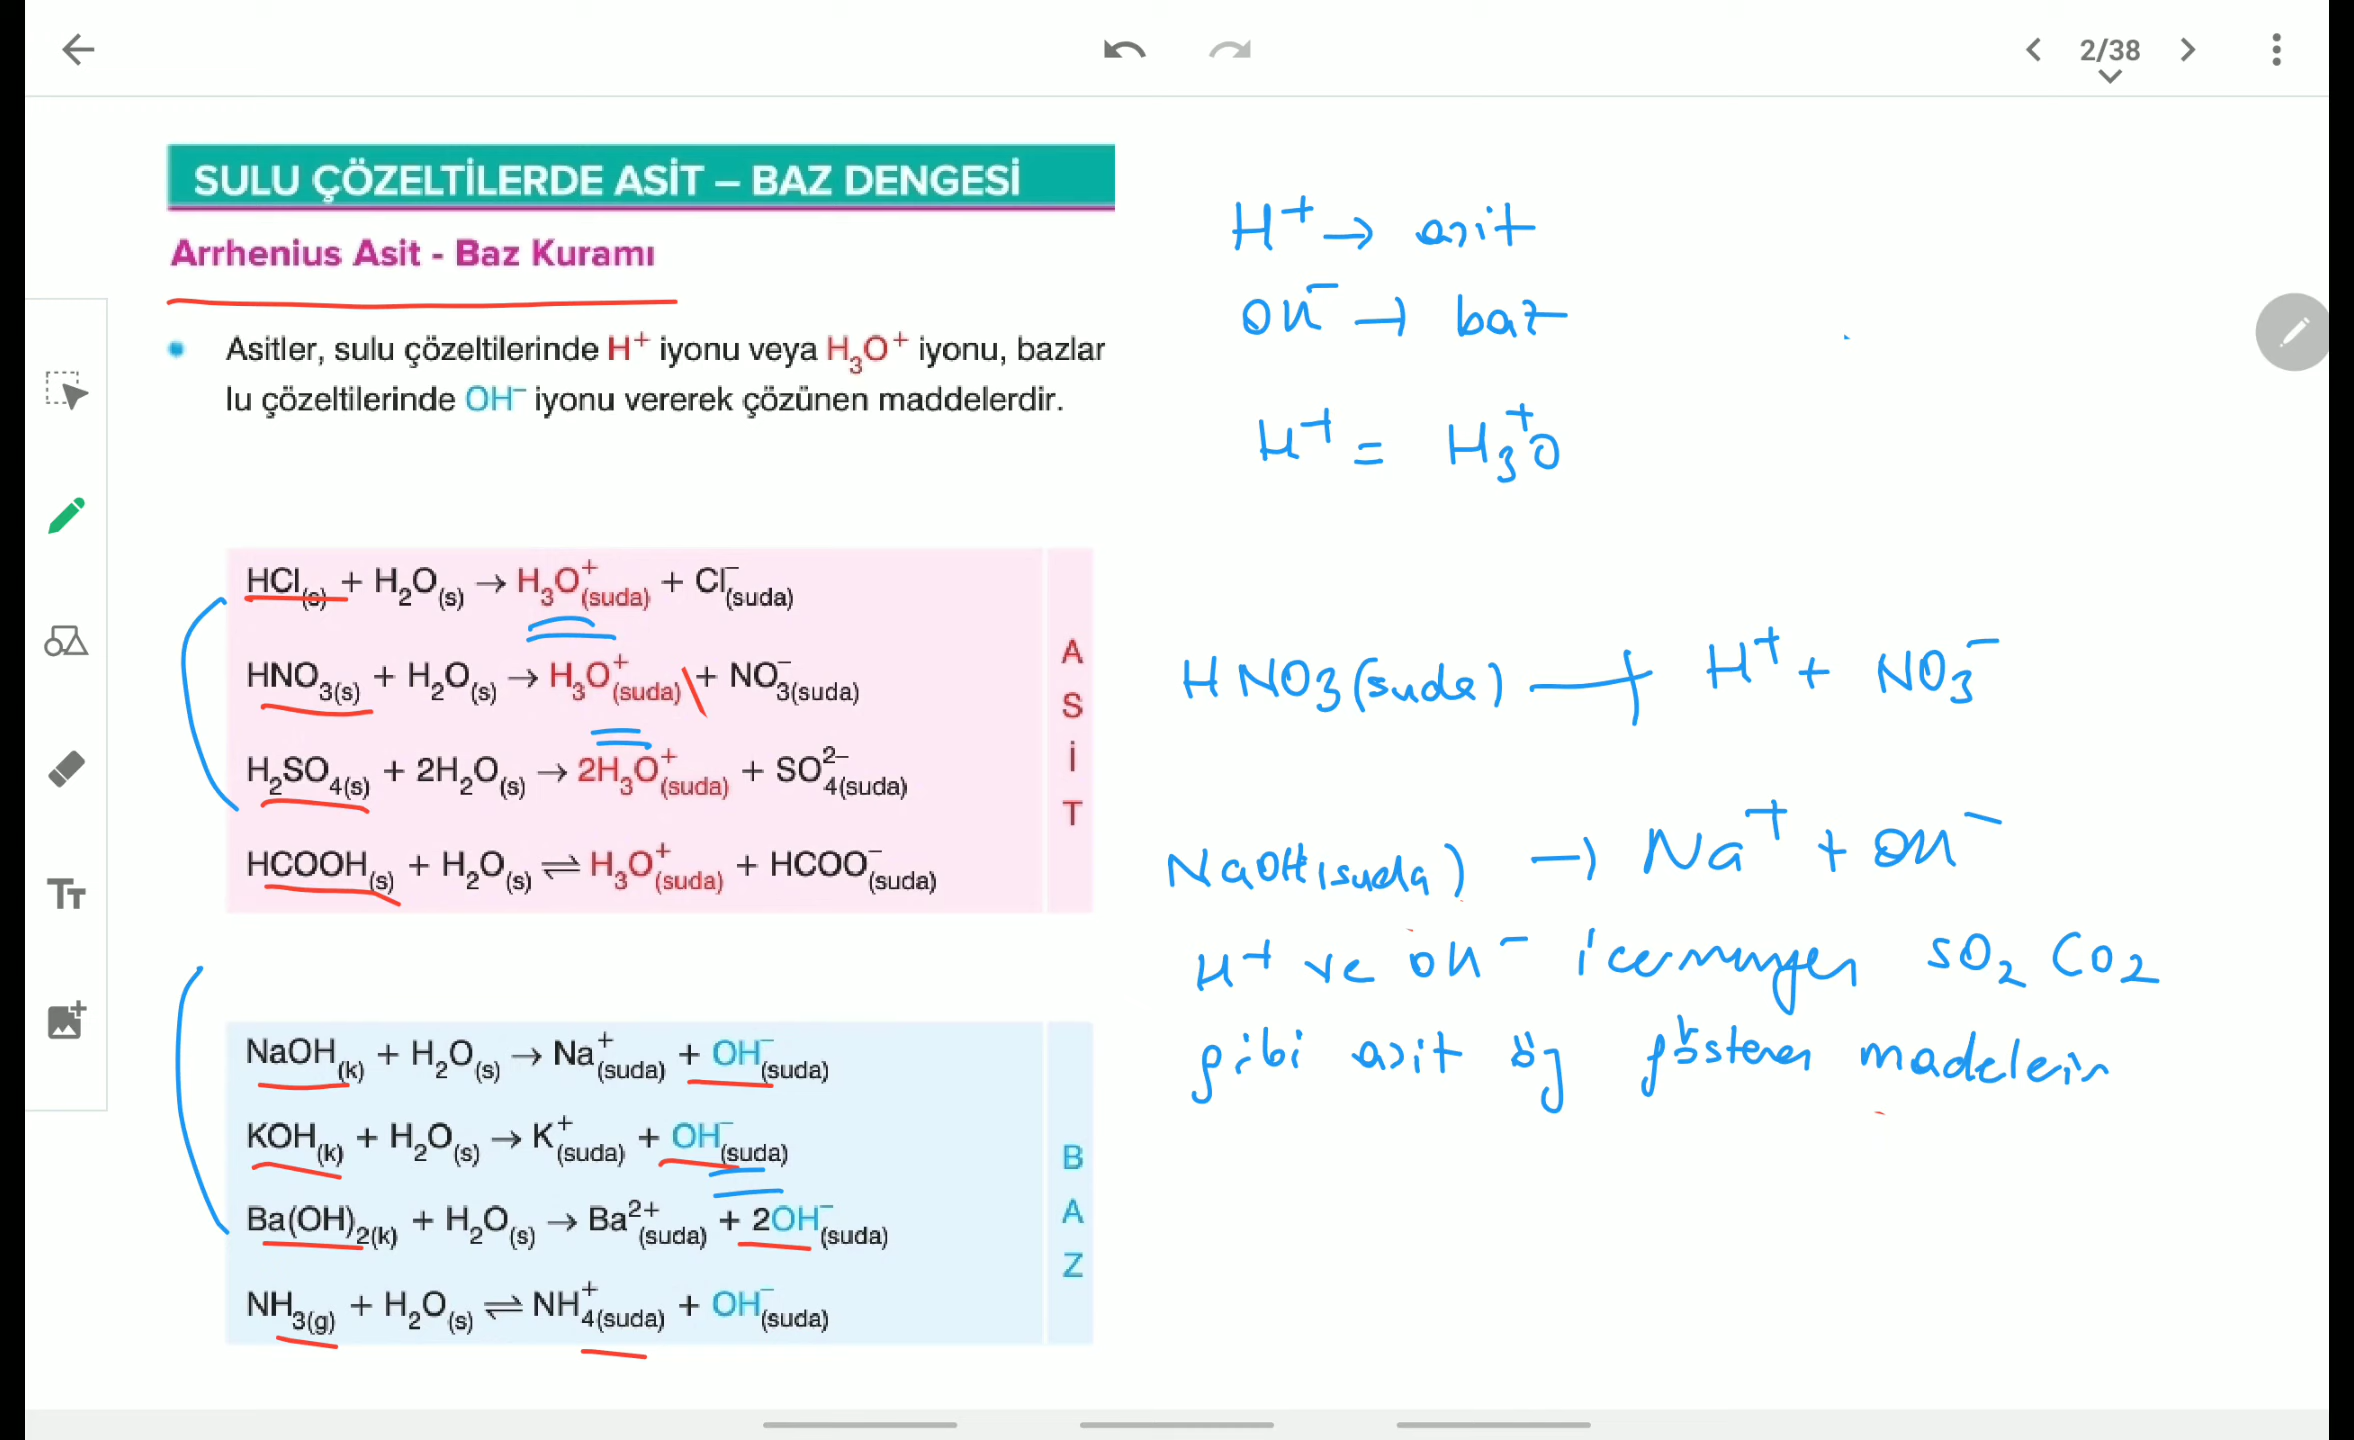 2/38
SULU ÇÖZELTİLERDE ASİT – BAZ DENGESİ
Arrhenius Asit - Baz Kuramı
Asitler, sulu çözeltilerinde H⁺ iyonu veya H₃O⁺ iyonu, bazlar
lu çözeltilerinde OH⁻ iyonu vererek çözünen maddelerdir.
HCl(s) + H₂O(s) → H₃O⁺(suda) + Cl⁻(suda)
HNO₃(s) + H₂O(s) → H₃O⁺(suda) + NO₃⁻(suda)
H₂SO₄(s) + 2H₂O(s) → 2H₃O⁺(suda) + SO₄²⁻(suda)
HCOOH(s) + H₂O(s) ⇌ H₃O⁺(suda) + HCOO⁻(suda)
ASİT
NaOH(k) + H₂O(s) → Na⁺(suda) + OH⁻(suda)
KOH(k) + H₂O(s) → K⁺(suda) + OH⁻(suda)
Ba(OH)₂(k) + H₂O(s) → Ba²⁺(suda) + 2OH⁻(suda)
NH₃(g) + H₂O(s) ⇌ NH₄⁺(suda) + OH⁻(suda)
BAZ
H⁺ → asit
OH⁻ → baz
H⁺ = H₃O⁺
HNO₃(suda) → H⁺ + NO₃⁻
NaOH(suda) → Na⁺ + OH⁻
H⁺ ve OH⁻ içermeyen SO₂ CO₂
gibi asit öz gösteren madelerin
Tт